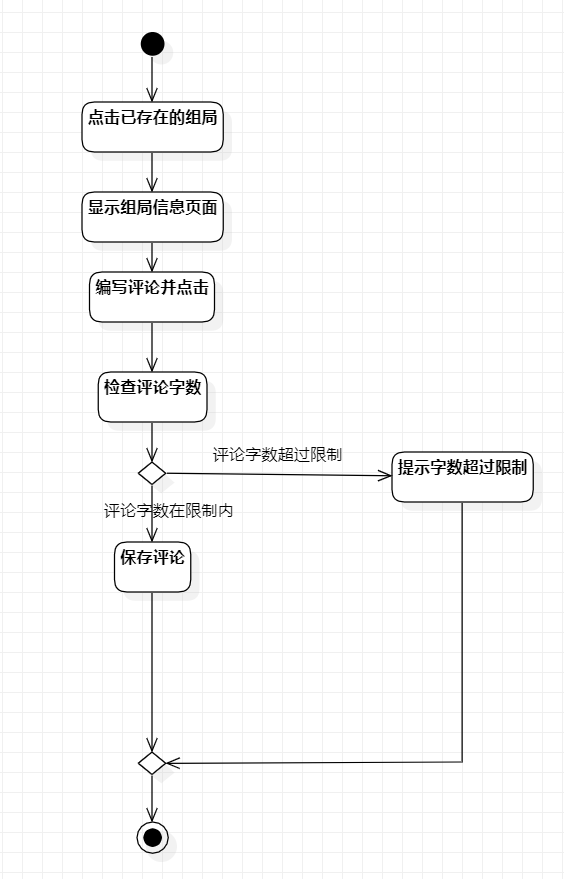 点击已存在的组局
显示组局信息页面
编写评论并点击
检查评论字数
评论字数超过限制
提示字数超过限制
评论字数在限制内
保存评论